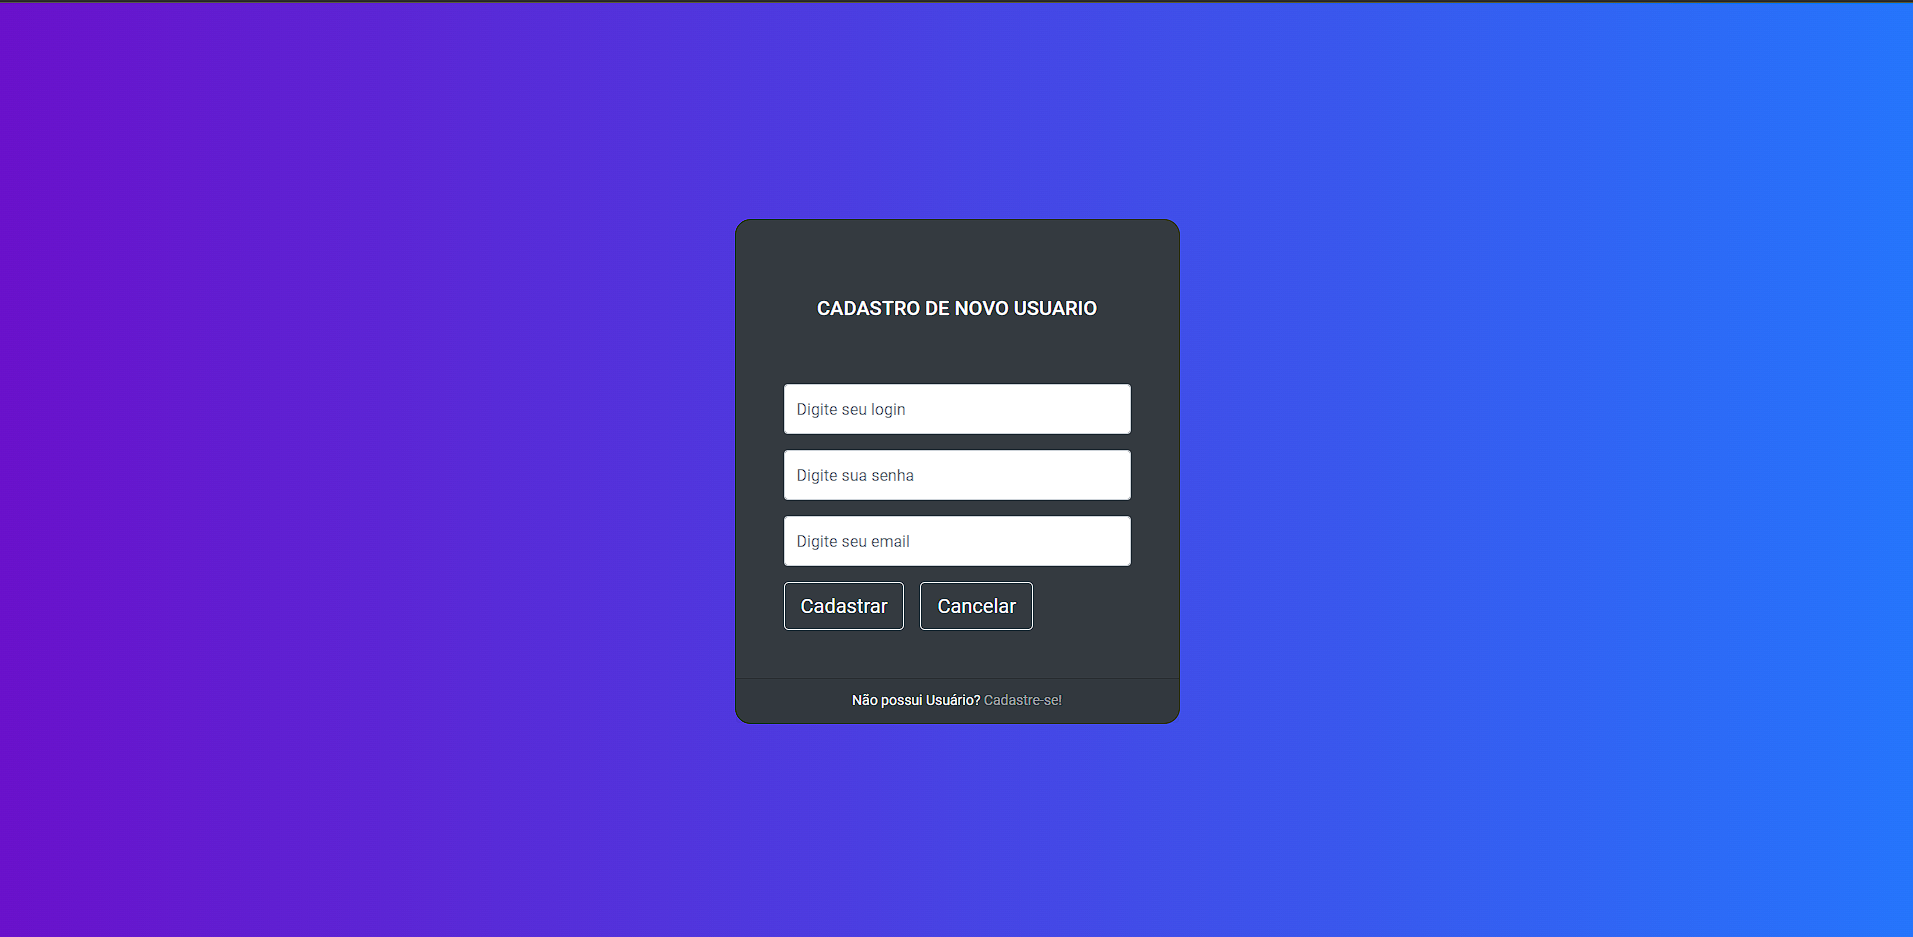 CADASTRO DE NOVO USUARIO
Digite seu login
Digite sua senha
Digite seu email
Cadastrar Cancelar
Não possui Usuário? Cadastre-se!